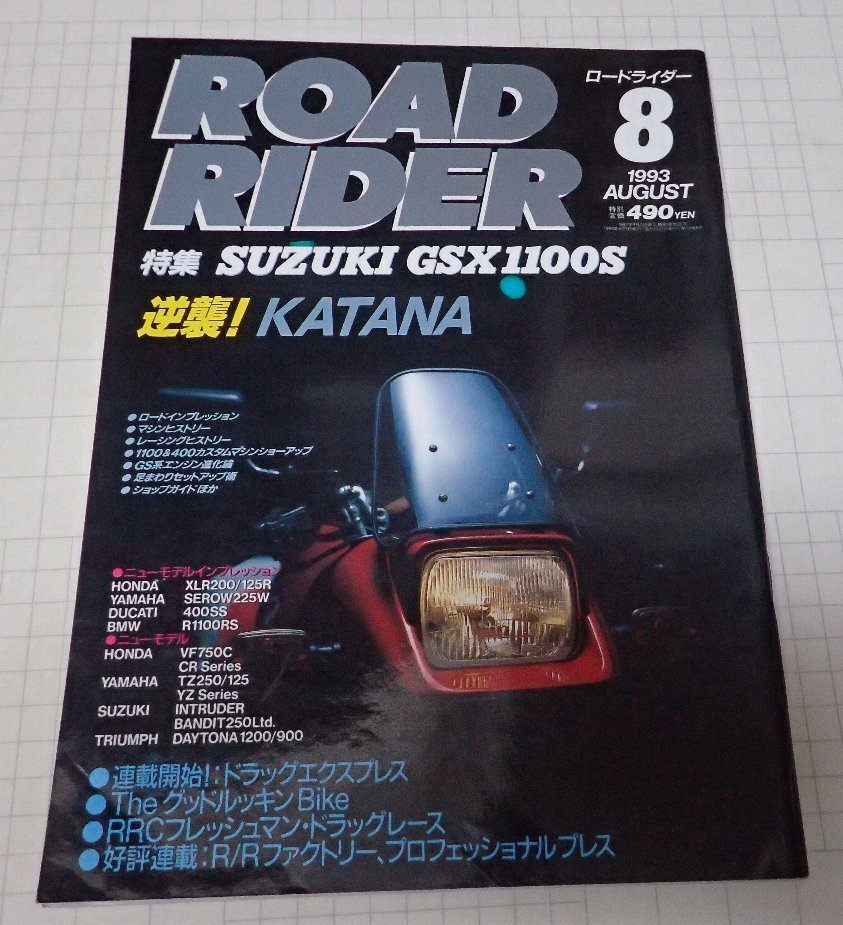 ROAD
RIDER
ロードライダー
8
1993
AUGUST
特別定価 490YEN
特集 SUZUKI GSX1100S
逆襲! KATANA
●ロードインプレッション
●マシンヒストリー
●レーシングヒストリー
●1100&400カスタムマシンショーアップ
●GS系エンジン進化論
●足まわりセットアップ術
●ショップガイドほか
●ニューモデルインプレッション
HONDA XLR200/125R
YAMAHA SEROW225W
DUCATI 400SS
BMW R1100RS
●ニューモデル
HONDA VF750C
CR Series
YAMAHA TZ250/125
YZ Series
SUZUKI INTRUDER
BANDIT250Ltd.
TRIUMPH DAYTONA1200/900
●連載開始!:ドラッグエクスプレス
●The グッドルッキン Bike
●RRCフレッシュマン・ドラッグレース
●好評連載:R/Rファクトリー、プロフェッショナルプレス